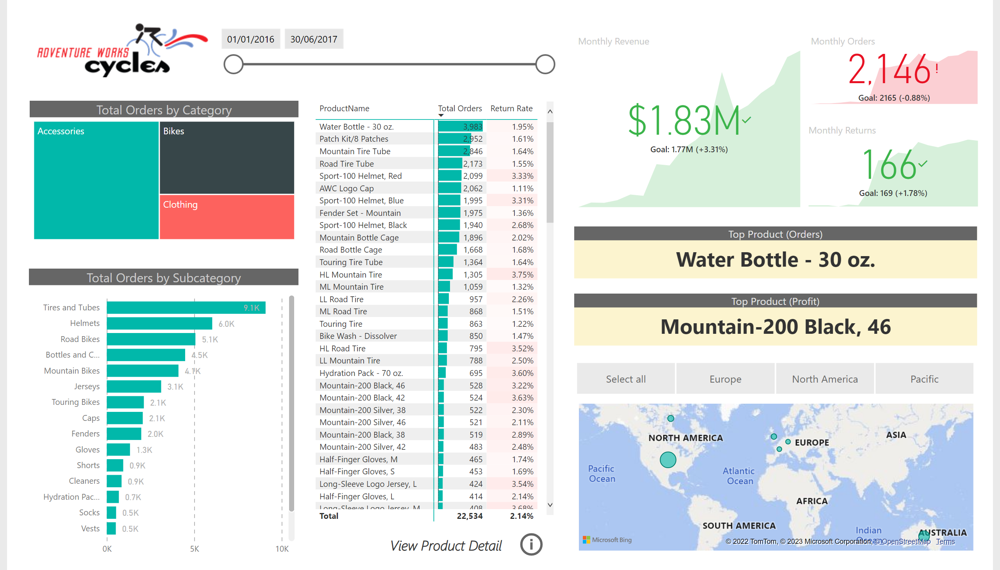 ADVENTURE WORKS
cycles
01/01/2016 30/06/2017
Total Orders by Category
Accessories
Bikes
Clothing
Total Orders by Subcategory
Tires and Tubes 9.1K
Helmets 6.0K
Road Bikes 5.1K
Bottles and C... 4.5K
Mountain Bikes 4.1K
Jerseys 3.1K
Touring Bikes 2.1K
Caps 2.1K
Fenders 2.0K
Gloves 1.3K
Shorts 0.9K
Cleaners 0.9K
Hydration Pac... 0.7K
Socks 0.5K
Vests 0.5K
0K 5K 10K
ProductName Total Orders Return Rate
Water Bottle - 30 oz. 3,983 1.95%
Patch Kit/8 Patches 2,952 1.61%
Mountain Tire Tube 2,846 1.64%
Road Tire Tube 2,173 1.55%
Sport-100 Helmet, Red 2,099 3.33%
AWC Logo Cap 2,062 1.11%
Sport-100 Helmet, Blue 1,995 3.31%
Fender Set - Mountain 1,975 1.36%
Sport-100 Helmet, Black 1,940 2.68%
Mountain Bottle Cage 1,896 2.02%
Road Bottle Cage 1,668 1.68%
Touring Tire Tube 1,364 1.64%
HL Mountain Tire 1,305 3.75%
ML Mountain Tire 1,059 1.32%
LL Road Tire 957 2.26%
ML Road Tire 868 1.51%
Touring Tire 863 1.22%
Bike Wash - Dissolver 850 1.47%
HL Road Tire 795 3.52%
LL Mountain Tire 788 2.50%
Hydration Pack - 70 oz. 695 3.60%
Mountain-200 Black, 46 528 3.22%
Mountain-200 Black, 42 524 3.63%
Mountain-200 Silver, 38 522 2.30%
Mountain-200 Silver, 46 521 2.11%
Mountain-200 Black, 38 519 2.89%
Mountain-200 Silver, 42 483 2.48%
Half-Finger Gloves, M 465 1.74%
Half-Finger Gloves, S 453 1.69%
Long-Sleeve Logo Jersey, L 424 3.54%
Half-Finger Gloves, L 414 2.14%
Long-Sleeve Logo Jersey, M 408 3.68%
Total 22,534 2.14%
View Product Detail
i
Monthly Revenue
$1.83M
Goal: 1.77M (+3.31%)
Monthly Orders
2,146!
Goal: 2165 (-0.88%)
Monthly Returns
166
Goal: 169 (+1.78%)
Top Product (Orders)
Water Bottle - 30 oz.
Top Product (Profit)
Mountain-200 Black, 46
Select all Europe North America Pacific
NORTH AMERICA
EUROPE
ASIA
Pacific
Ocean
Atlantic
Ocean
AFRICA
SOUTH AMERICA
Indian
Ocean
AUSTRALIA
Microsoft Bing
© 2022 TomTom, © 2023 Microsoft Corporation, © OpenStreetMap Terms